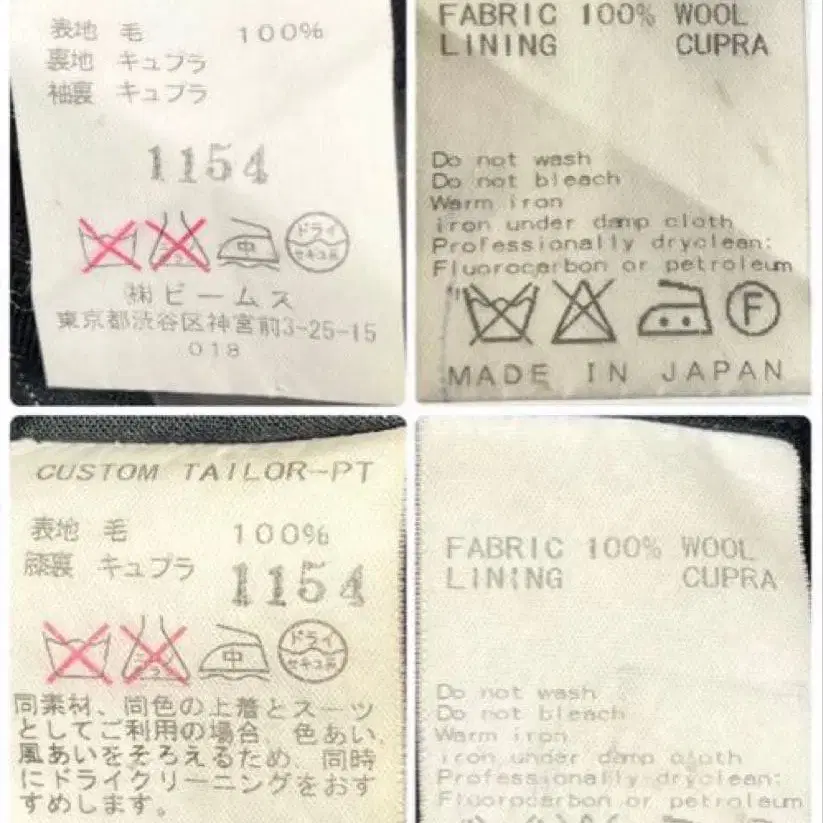 表地 毛 100%
裏地 キュプラ
袖裏 キュプラ
1154
中
ドライ
セキユ系
㈱ビームス
東京都渋谷区神宮前3-25-15
018
FABRIC 100% WOOL
LINING CUPRA
Do not wash
Do not bleach
Warm iron
iron under damp cloth
Professionally dryclean:
Fluorocarbon or petroleum
F
MADE IN JAPAN
CUSTOM TAILOR-PT
表地 毛 100%
膝裏 キュプラ
1154
中
ドライ
セキユ系
同素材、同色の上着とスーツ
としてご利用の場合、色あい、
風あいをそろえるため、同時
にドライクリーニングをおす
すめします。
FABRIC 100% WOOL
LINING CUPRA
Do not wash
Do not bleach
Warm iron
iron under damp cloth
Professionally dryclean:
Fluorocarbon or petroleum